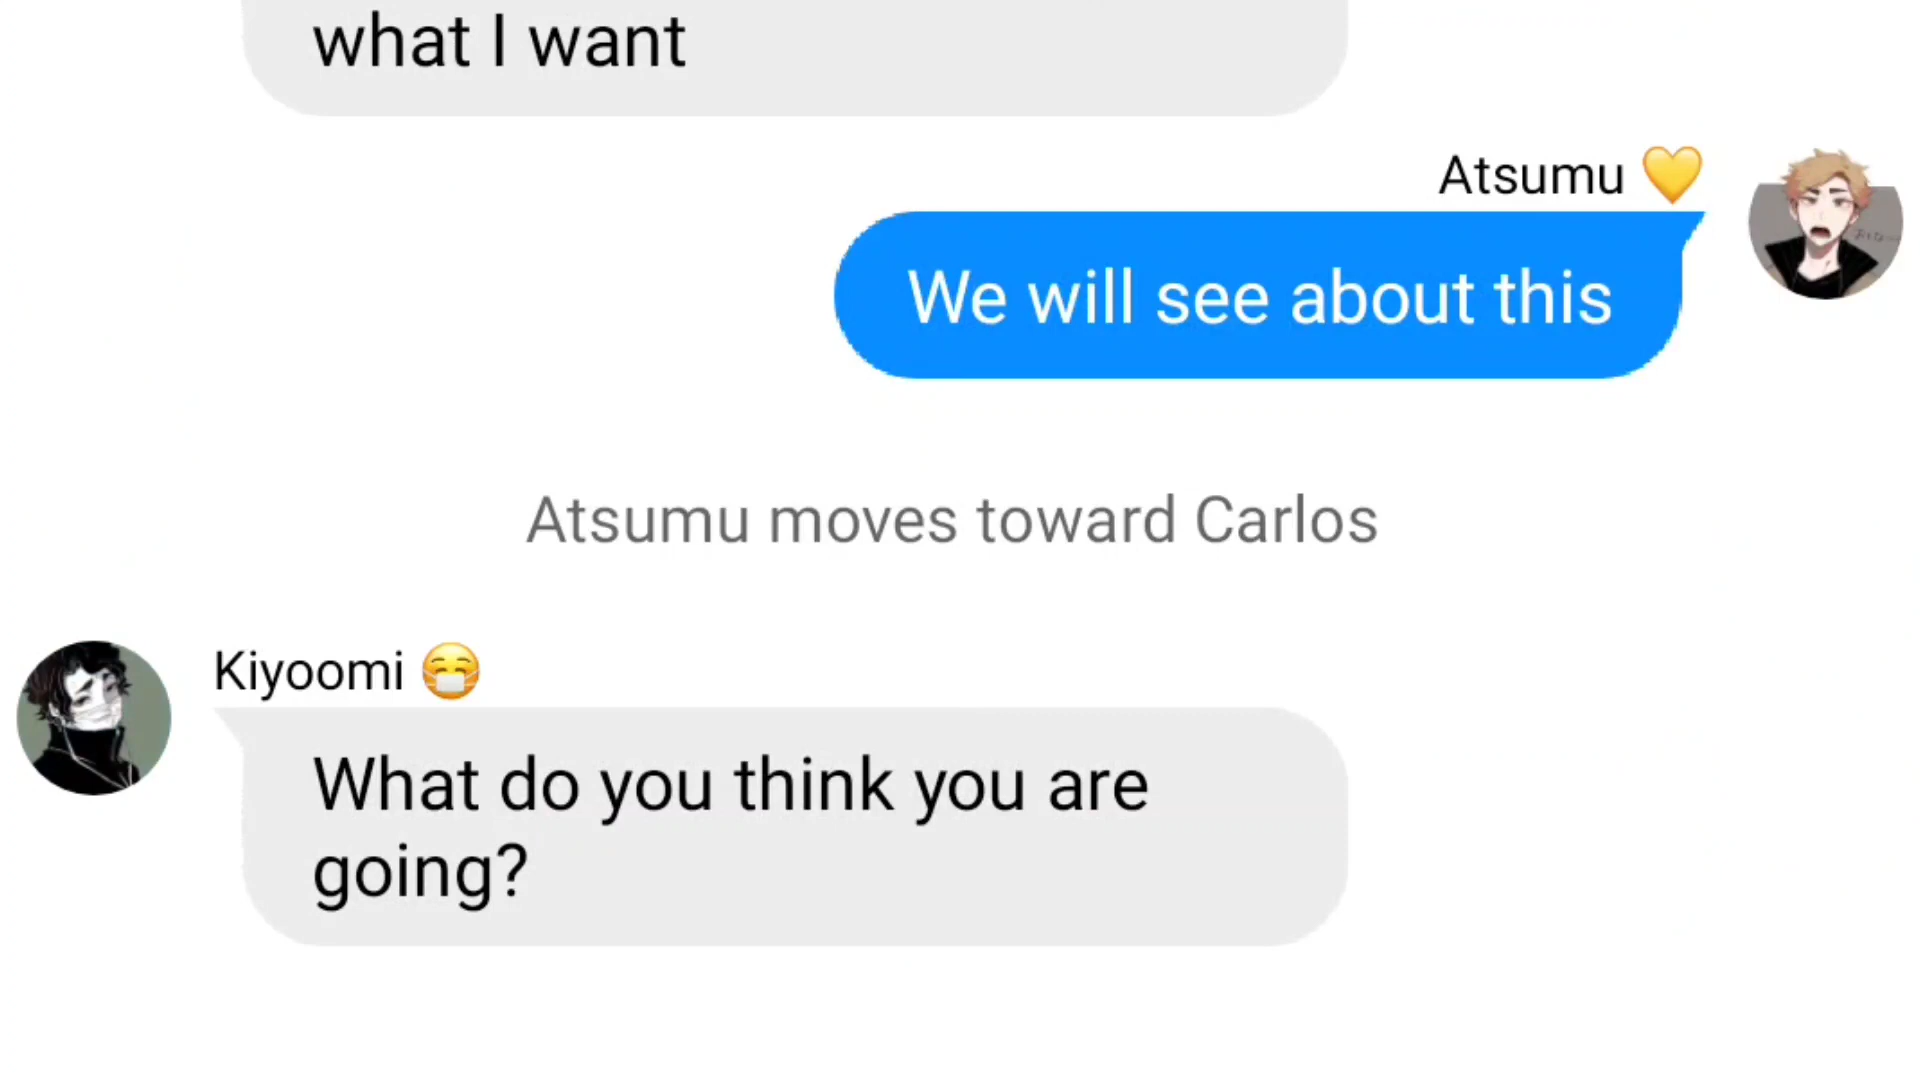 what I want
Atsumu 💛
We will see about this
Atsumu moves toward Carlos
Kiyoomi 😷
What do you think you are
going?